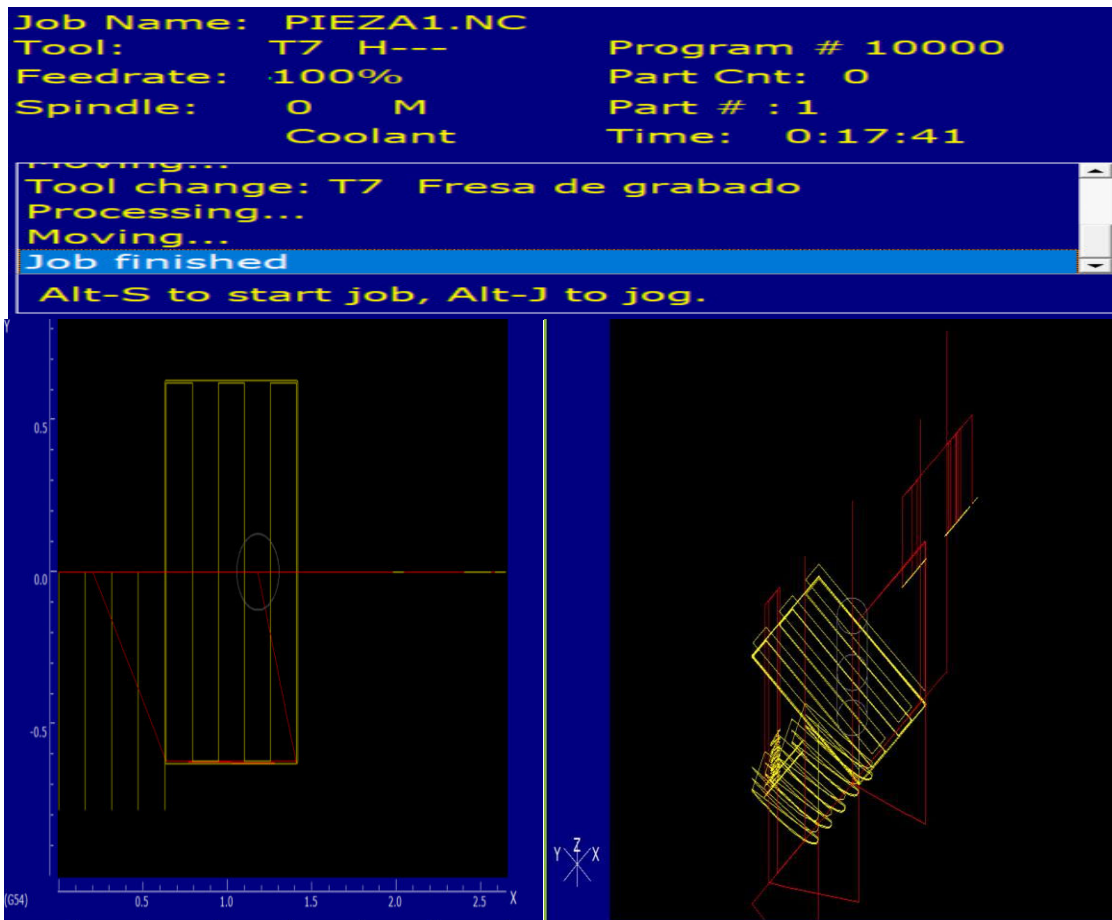 Job Name: PIEZA1.NC
Tool: T7 H---
Program # 10000
Feedrate: 100%
Part Cnt: 0
Spindle: 0 M
Part # : 1
Coolant
Time: 0:17:41
Moving...
Tool change: T7 Fresa de grabado
Processing...
Moving...
Job finished
Alt-S to start job, Alt-J to jog.
Y
0.5
0.0
-0.5
(G54)
0.5
1.0
1.5
2.0
2.5
X
Y Z X